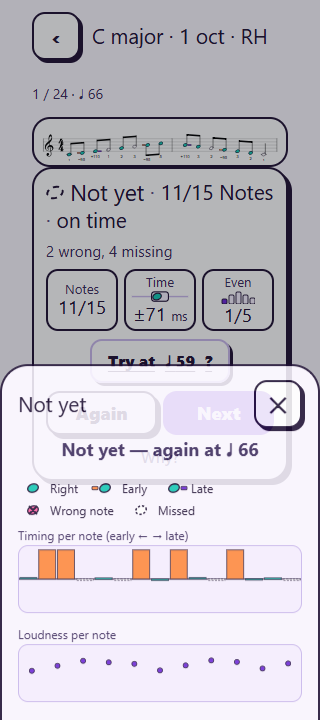 C major · 1 oct · RH
1 / 24 · ♩ 66
Not yet · 11/15 Notes
· on time
2 wrong, 4 missing
Notes
11/15
Time
±71 ms
Even
1/5
Try at ♩ 59 ?
Again
Next
Why?
Not yet
Not yet — again at ♩ 66
Right
Early
Late
Wrong note
Missed
Timing per note (early ← → late)
Loudness per note